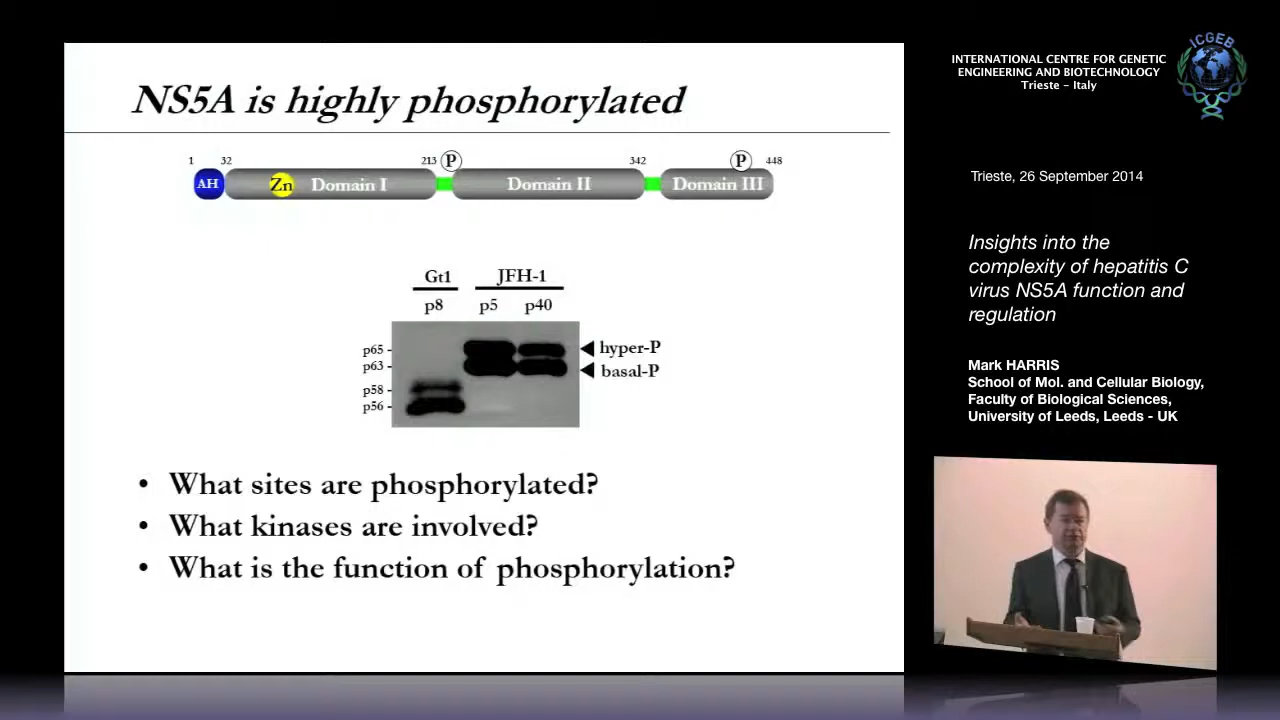 NS5A is highly phosphorylated
1 32 213 P 342 P 448
AH Zn Domain I Domain II Domain III
Gt1 JFH-1
p8 p5 p40
p65 - hyper-P
p63 - basal-P
p58 -
p56 -
• What sites are phosphorylated?
• What kinases are involved?
• What is the function of phosphorylation?
INTERNATIONAL CENTRE FOR GENETIC
ENGINEERING AND BIOTECHNOLOGY
Trieste - Italy
ICGEB
Trieste, 26 September 2014
Insights into the
complexity of hepatitis C
virus NS5A function and
regulation
Mark HARRIS
School of Mol. and Cellular Biology,
Faculty of Biological Sciences,
University of Leeds, Leeds - UK